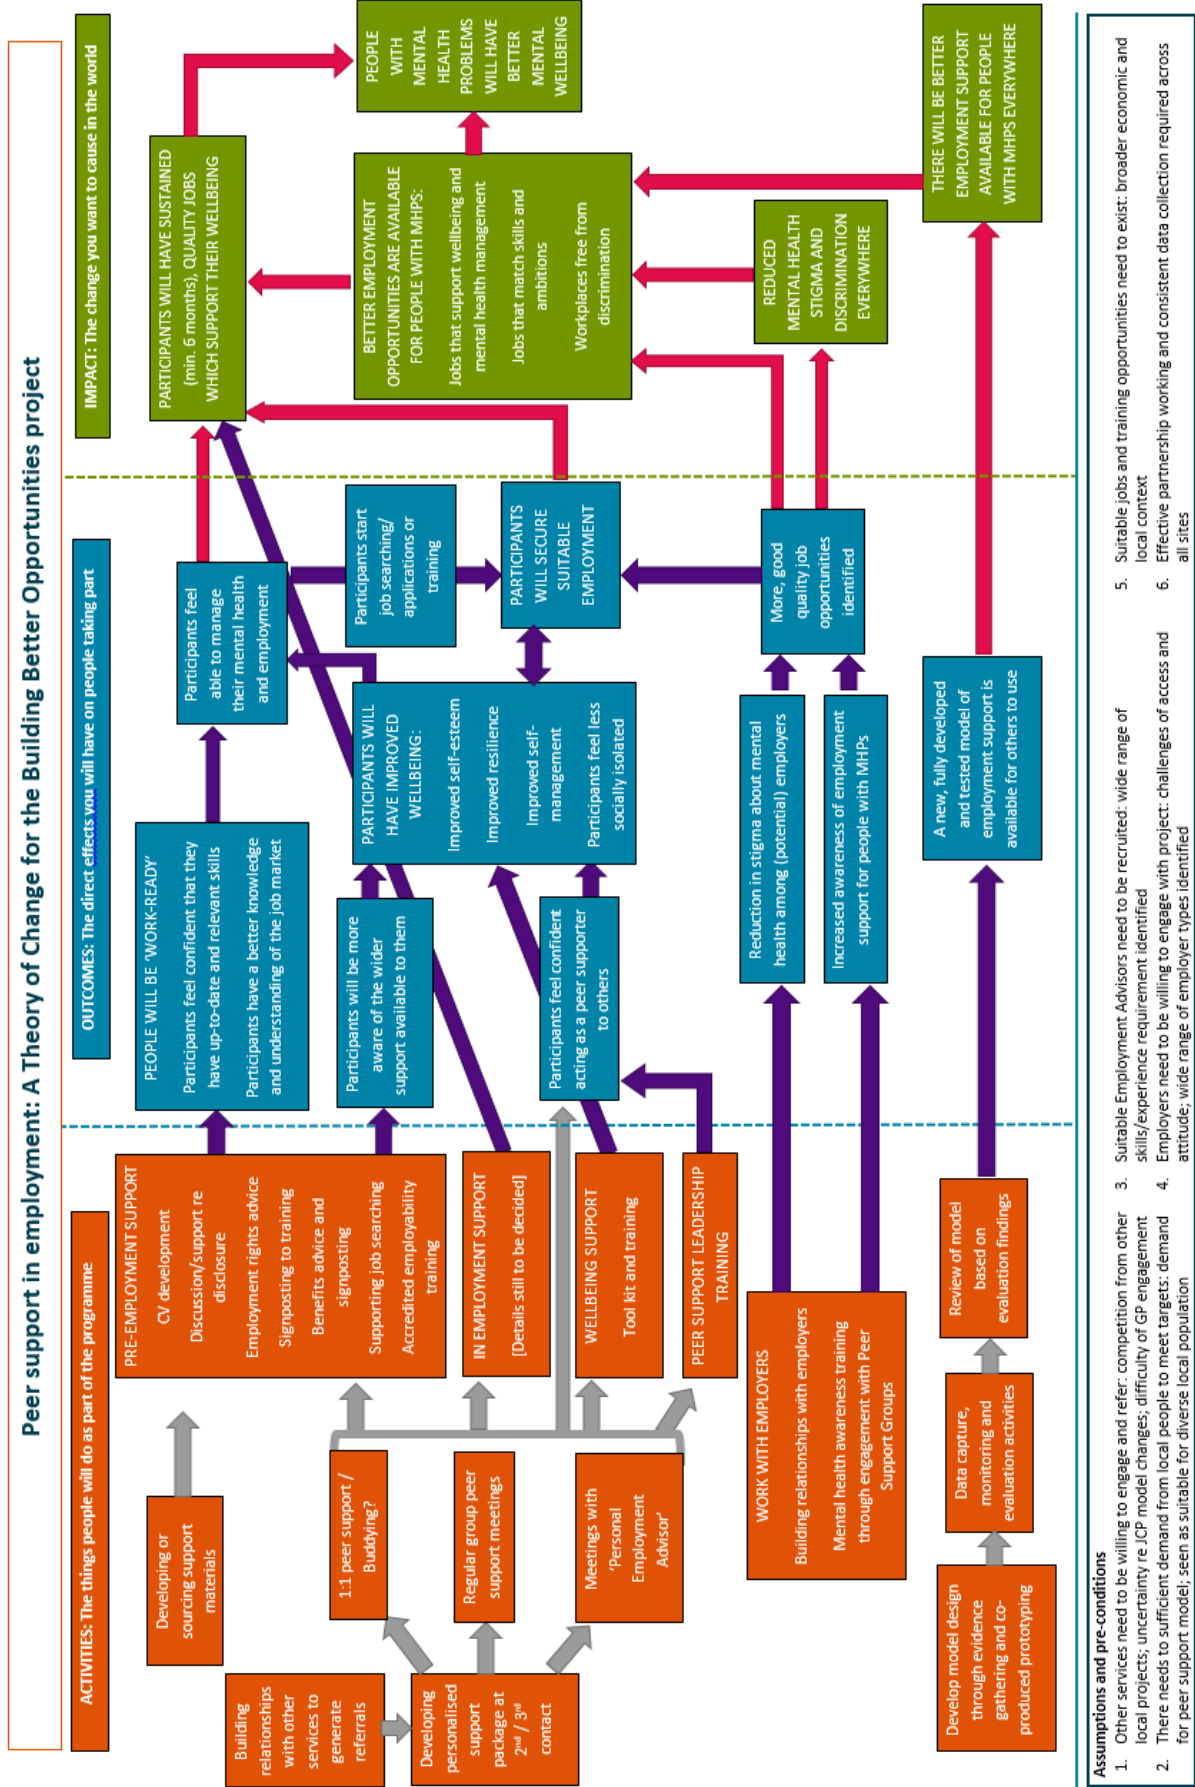 Peer support in employment: A Theory of Change for the Building Better Opportunities project
ACTIVITIES: The things people will do as part of the programme
OUTCOMES: The direct effects you will have on people taking part
IMPACT: The change you want to cause in the world
Developing or
sourcing support
materials
Building
relationships
with other
services to
generate
referrals
Developing
personalised
support
package at
2nd / 3rd
contact
1:1 peer support /
Buddying?
Regular group peer
support meetings
Meetings with
'Personal
Employment
Advisor'
PRE-EMPLOYMENT SUPPORT
CV development
Discussion/support re
disclosure
Employment rights advice
Signposting to training
Benefits advice and
signposting
Supporting job searching
Accredited employability
training
IN EMPLOYMENT SUPPORT
[Details still to be decided]
WELLBEING SUPPORT
Tool kit and training
PEER SUPPORT LEADERSHIP
TRAINING
WORK WITH EMPLOYERS
Building relationships with employers
Mental health awareness training
through engagement with Peer
Support Groups
Develop model design
through evidence
gathering and co-
produced prototyping
Data capture,
monitoring and
evaluation activities
Review of model
based on
evaluation findings
PEOPLE WILL BE 'WORK-READY'
Participants feel confident that they
have up-to-date and relevant skills
Participants have a better knowledge
and understanding of the job market
Participants will be more
aware of the wider
support available to them
Participants feel confident
acting as a peer supporter
to others
Participants feel
able to manage
their mental health
and employment
PARTICIPANTS WILL
HAVE IMPROVED
WELLBEING:
Improved self-esteem
Improved resilience
Improved self-
management
Participants feel less
socially isolated
Participants start
job searching/
applications or
training
PARTICIPANTS
WILL SECURE
SUITABLE
EMPLOYMENT
Reduction in stigma about mental
health among (potential) employers
Increased awareness of employment
support for people with MHPs
More, good
quality job
opportunities
identified
A new, fully developed
and tested model of
employment support is
available for others to use
PARTICIPANTS WILL HAVE SUSTAINED
(min. 6 months), QUALITY JOBS
WHICH SUPPORT THEIR WELLBEING
BETTER EMPLOYMENT
OPPORTUNITIES ARE AVAILABLE
FOR PEOPLE WITH MHPS:
Jobs that support wellbeing and
mental health management
Jobs that match skills and
ambitions
Workplaces free from
discrimination
PEOPLE
WITH
MENTAL
HEALTH
PROBLEMS
WILL HAVE
BETTER
MENTAL
WELLBEING
REDUCED
MENTAL HEALTH
STIGMA AND
DISCRIMINATION
EVERYWHERE
THERE WILL BE BETTER
EMPLOYMENT SUPPORT
AVAILABLE FOR PEOPLE
WITH MHPS EVERYWHERE
Assumptions and pre-conditions
1. Other services need to be willing to engage and refer: competition from other
local projects; uncertainty re JCP model changes; difficulty of GP engagement
2. There needs to sufficient demand from local people to meet targets: demand
for peer support model; seen as suitable for diverse local population
3. Suitable Employment Advisors need to be recruited: wide range of
skills/experience requirement identified
4. Employers need to be willing to engage with project: challenges of access and
attitude; wide range of employer types identified
5. Suitable jobs and training opportunities need to exist: broader economic and
local context
6. Effective partnership working and consistent data collection required across
all sites